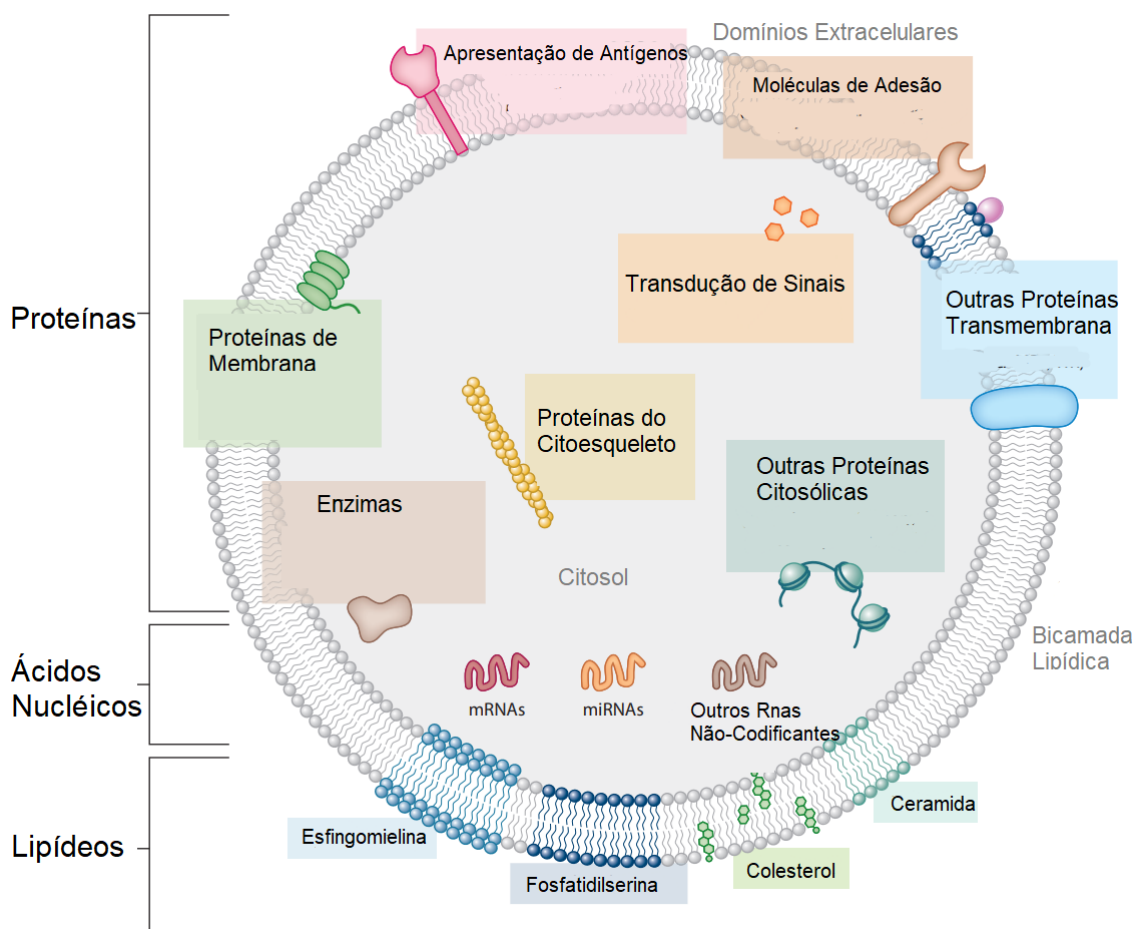 Domínios Extracelulares
Apresentação de Antígenos
Moléculas de Adesão
Transdução de Sinais
Outras Proteínas
Transmembrana
Proteínas
Proteínas de
Membrana
Proteínas do
Citoesqueleto
Outras Proteínas
Citosólicas
Enzimas
Citosol
Bicamada
Lipídica
Ácidos
Nucléicos
mRNAs
miRNAs
Outros Rnas
Não-Codificantes
Lipídeos
Esfingomielina
Fosfatidilserina
Colesterol
Ceramida